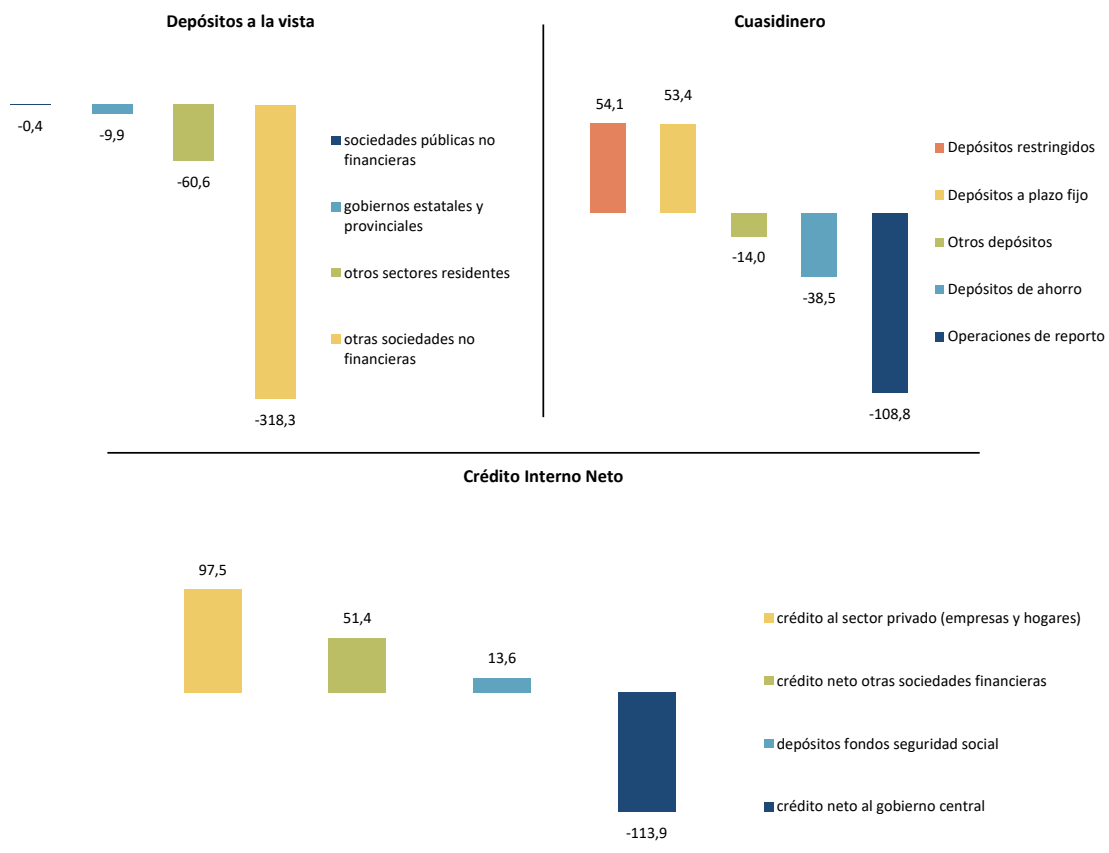 Depósitos a la vista
-0,4
-9,9
-60,6
-318,3
sociedades públicas no
financieras
gobiernos estatales y
provinciales
otros sectores residentes
otras sociedades no
financieras
Cuasidinero
54,1
53,4
-14,0
-38,5
-108,8
Depósitos restringidos
Depósitos a plazo fijo
Otros depósitos
Depósitos de ahorro
Operaciones de reporto
Crédito Interno Neto
97,5
51,4
13,6
-113,9
crédito al sector privado (empresas y hogares)
crédito neto otras sociedades financieras
depósitos fondos seguridad social
crédito neto al gobierno central